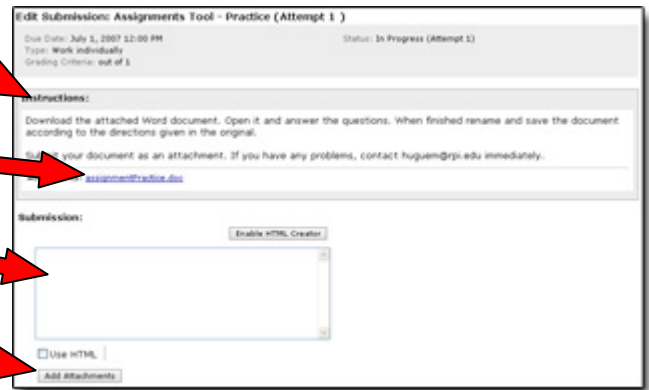 Edit Submission: Assignments Tool - Practice (Attempt 1 )
Due Date: July 1, 2007 12:00 PM
Status: In Progress (Attempt 1)
Type: Work individually
Grading Criteria: out of 1
Instructions:
Download the attached Word document. Open it and answer the questions. When finished rename and save the document
according to the directions given in the original.
your document as an attachment. If you have any problems, contact huguem@rpi.edu immediately.
assignmentPractice.doc
Submission:
Enable HTML Creator
Use HTML
Add Attachments